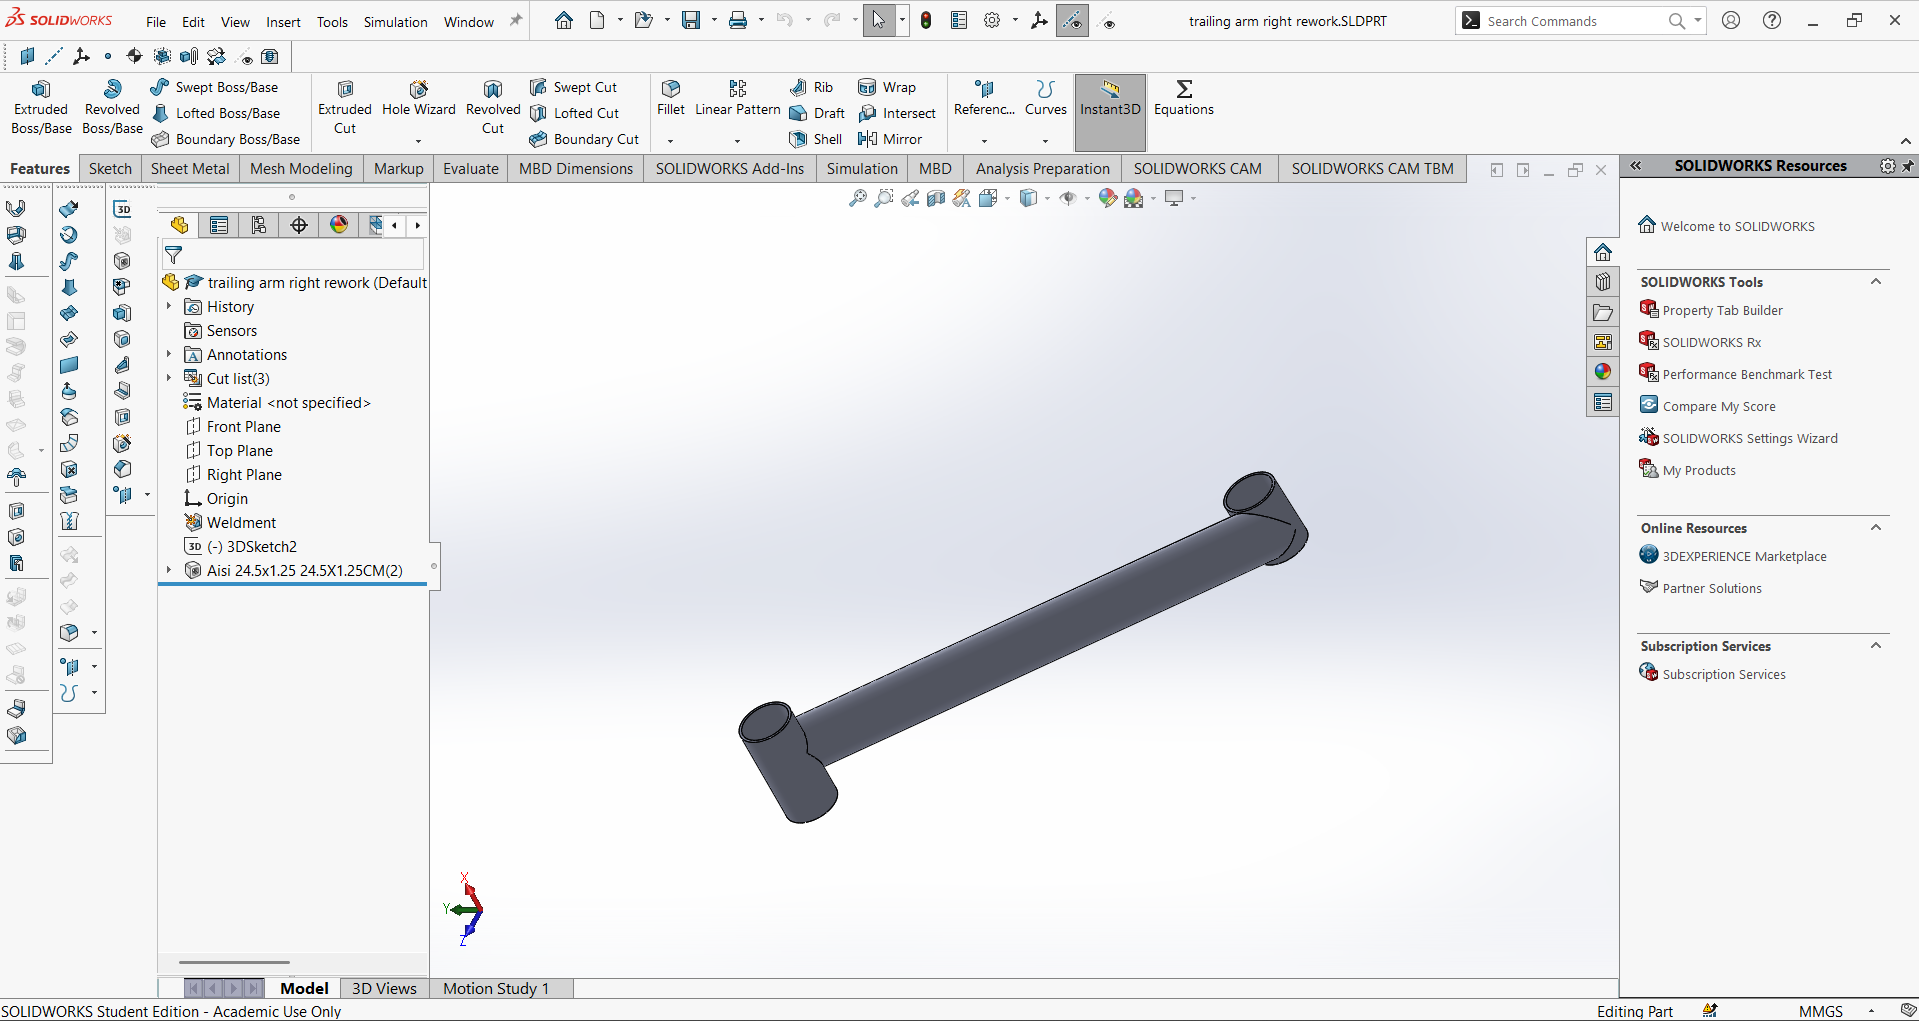 SOLIDWORKS File Edit View Insert Tools Simulation Window trailing arm right rework.SLDPRT Search Commands
Extruded Boss/Base
Revolved Boss/Base
Swept Boss/Base
Lofted Boss/Base
Boundary Boss/Base
Extruded Cut
Hole Wizard
Revolved Cut
Swept Cut
Lofted Cut
Boundary Cut
Fillet
Linear Pattern
Rib
Draft
Shell
Wrap
Intersect
Mirror
Referenc...
Curves
Instant3D
Equations
Features Sketch Sheet Metal Mesh Modeling Markup Evaluate MBD Dimensions SOLIDWORKS Add-Ins Simulation MBD Analysis Preparation SOLIDWORKS CAM SOLIDWORKS CAM TBM
3D
trailing arm right rework (Default
History
Sensors
Annotations
Cut list(3)
Material <not specified>
Front Plane
Top Plane
Right Plane
Origin
Weldment
3D (-) 3DSketch2
Aisi 24.5x1.25 24.5X1.25CM(2)
X
Y
Z
SOLIDWORKS Resources
Welcome to SOLIDWORKS
SOLIDWORKS Tools
Property Tab Builder
SOLIDWORKS Rx
Performance Benchmark Test
Compare My Score
SOLIDWORKS Settings Wizard
My Products
Online Resources
3DEXPERIENCE Marketplace
Partner Solutions
Subscription Services
Subscription Services
Model 3D Views Motion Study 1
SOLIDWORKS Student Edition - Academic Use Only Editing Part MMGS